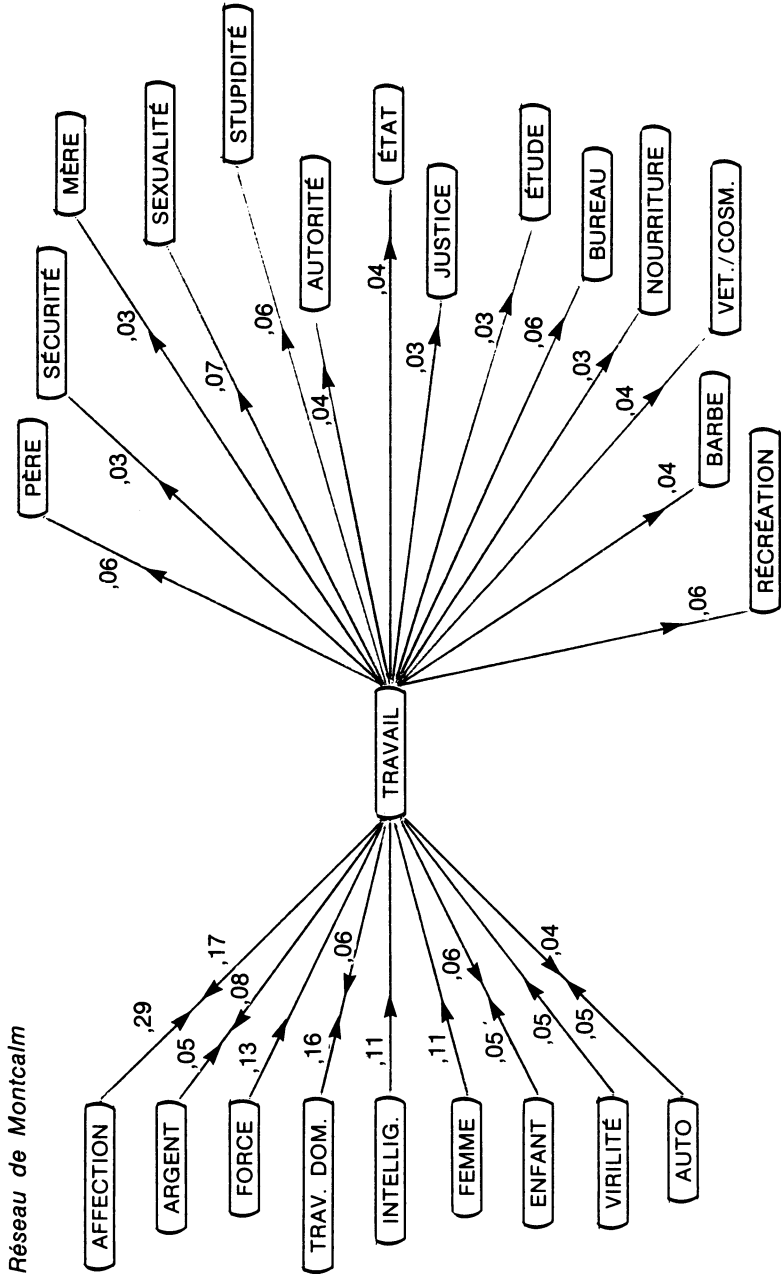 Réseau de Montcalm
AFFECTION
,29
,17
ARGENT
,05
,08
FORCE
,13
TRAV. DOM.
,16
,06
INTELLIG.
,11
FEMME
,11
ENFANT
,05
,06
VIRILITÉ
,05
AUTO
,05
,04
TRAVAIL
PÈRE
,06
SÉCURITÉ
,03
MÈRE
,03
SEXUALITÉ
,07
STUPIDITÉ
,06
AUTORITÉ
,04
ÉTAT
,04
JUSTICE
,03
ÉTUDE
,03
BUREAU
,06
NOURRITURE
,03
VET./COSM.
,04
BARBE
,04
RÉCRÉATION
,06